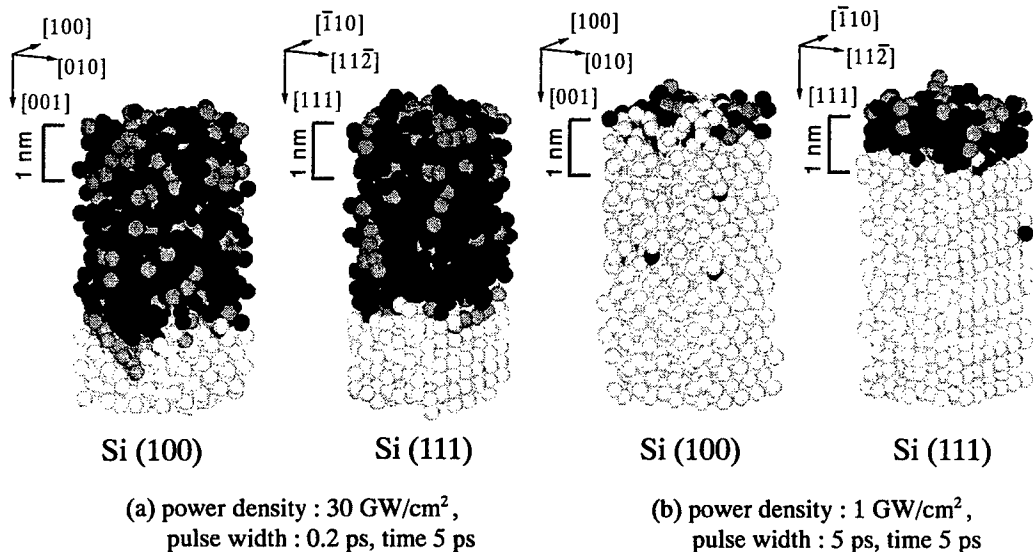 [100]
[010]
[001]
1 nm
[1̄10]
[112̄]
[111]
[100]
[010]
[001]
1 nm
[1̄10]
[112̄]
[111]
1 nm
Si (100)
Si (111)
Si (100)
Si (111)
(a) power density : 30 GW/cm²,
pulse width : 0.2 ps, time 5 ps
(b) power density : 1 GW/cm²,
pulse width : 5 ps, time 5 ps